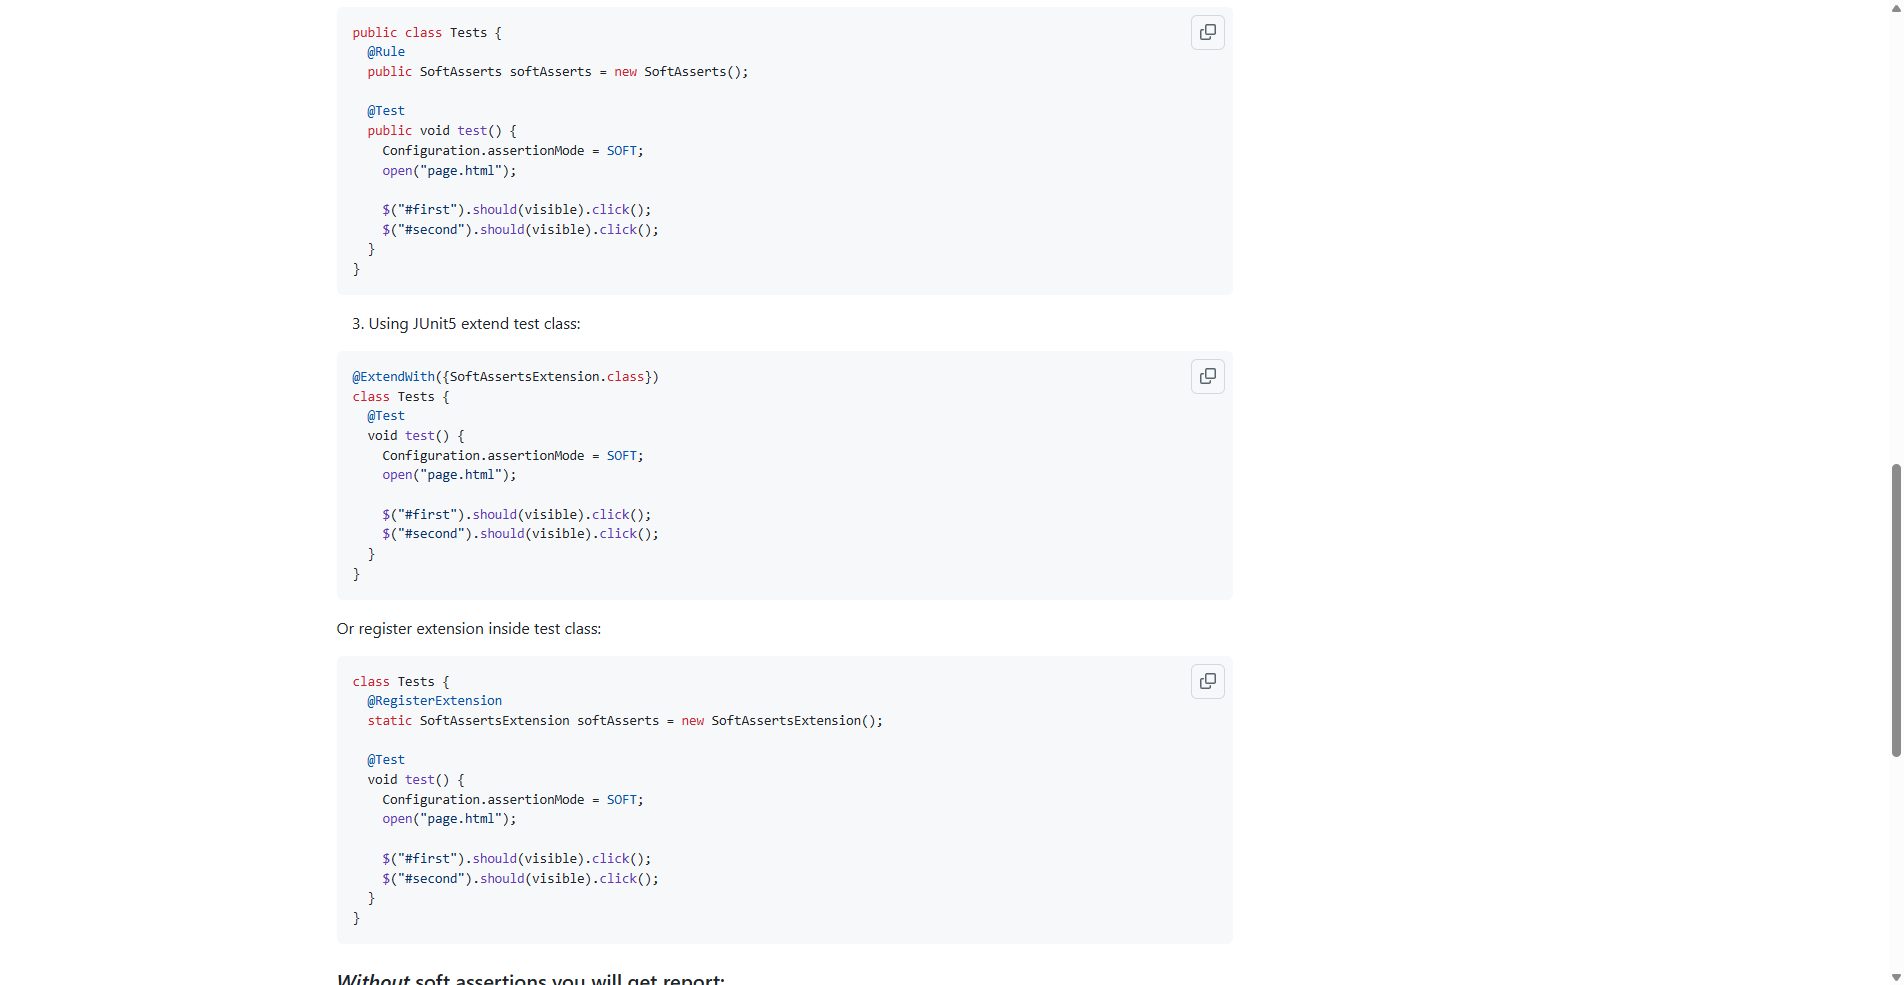 public class Tests {
  @Rule
  public SoftAsserts softAsserts = new SoftAsserts();

  @Test
  public void test() {
    Configuration.assertionMode = SOFT;
    open("page.html");

    $("#first").should(visible).click();
    $("#second").should(visible).click();
  }
}
3. Using JUnit5 extend test class:
@ExtendWith({SoftAssertsExtension.class})
class Tests {
  @Test
  void test() {
    Configuration.assertionMode = SOFT;
    open("page.html");

    $("#first").should(visible).click();
    $("#second").should(visible).click();
  }
}
Or register extension inside test class:
class Tests {
  @RegisterExtension
  static SoftAssertsExtension softAsserts = new SoftAssertsExtension();

  @Test
  void test() {
    Configuration.assertionMode = SOFT;
    open("page.html");

    $("#first").should(visible).click();
    $("#second").should(visible).click();
  }
}
Without soft assertions you will get report: